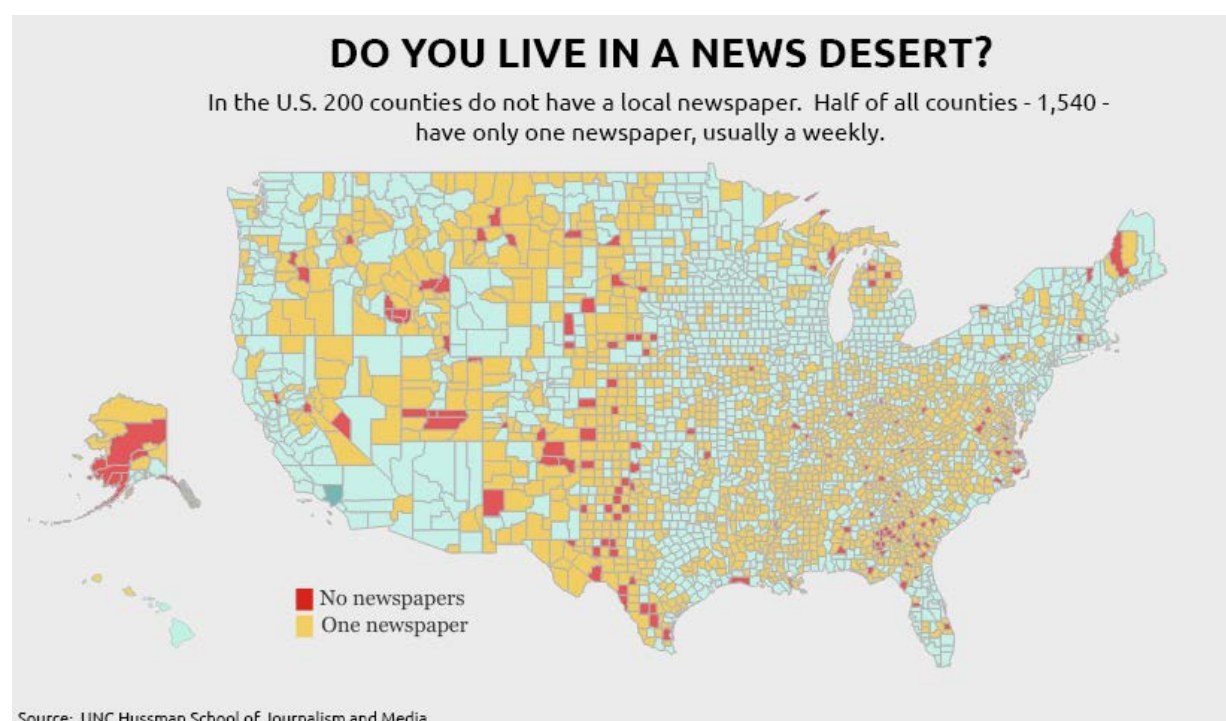 DO YOU LIVE IN A NEWS DESERT?
In the U.S. 200 counties do not have a local newspaper.  Half of all counties - 1,540 -
have only one newspaper, usually a weekly.
No newspapers
One newspaper
Source:  UNC Hussman School of Journalism and Media